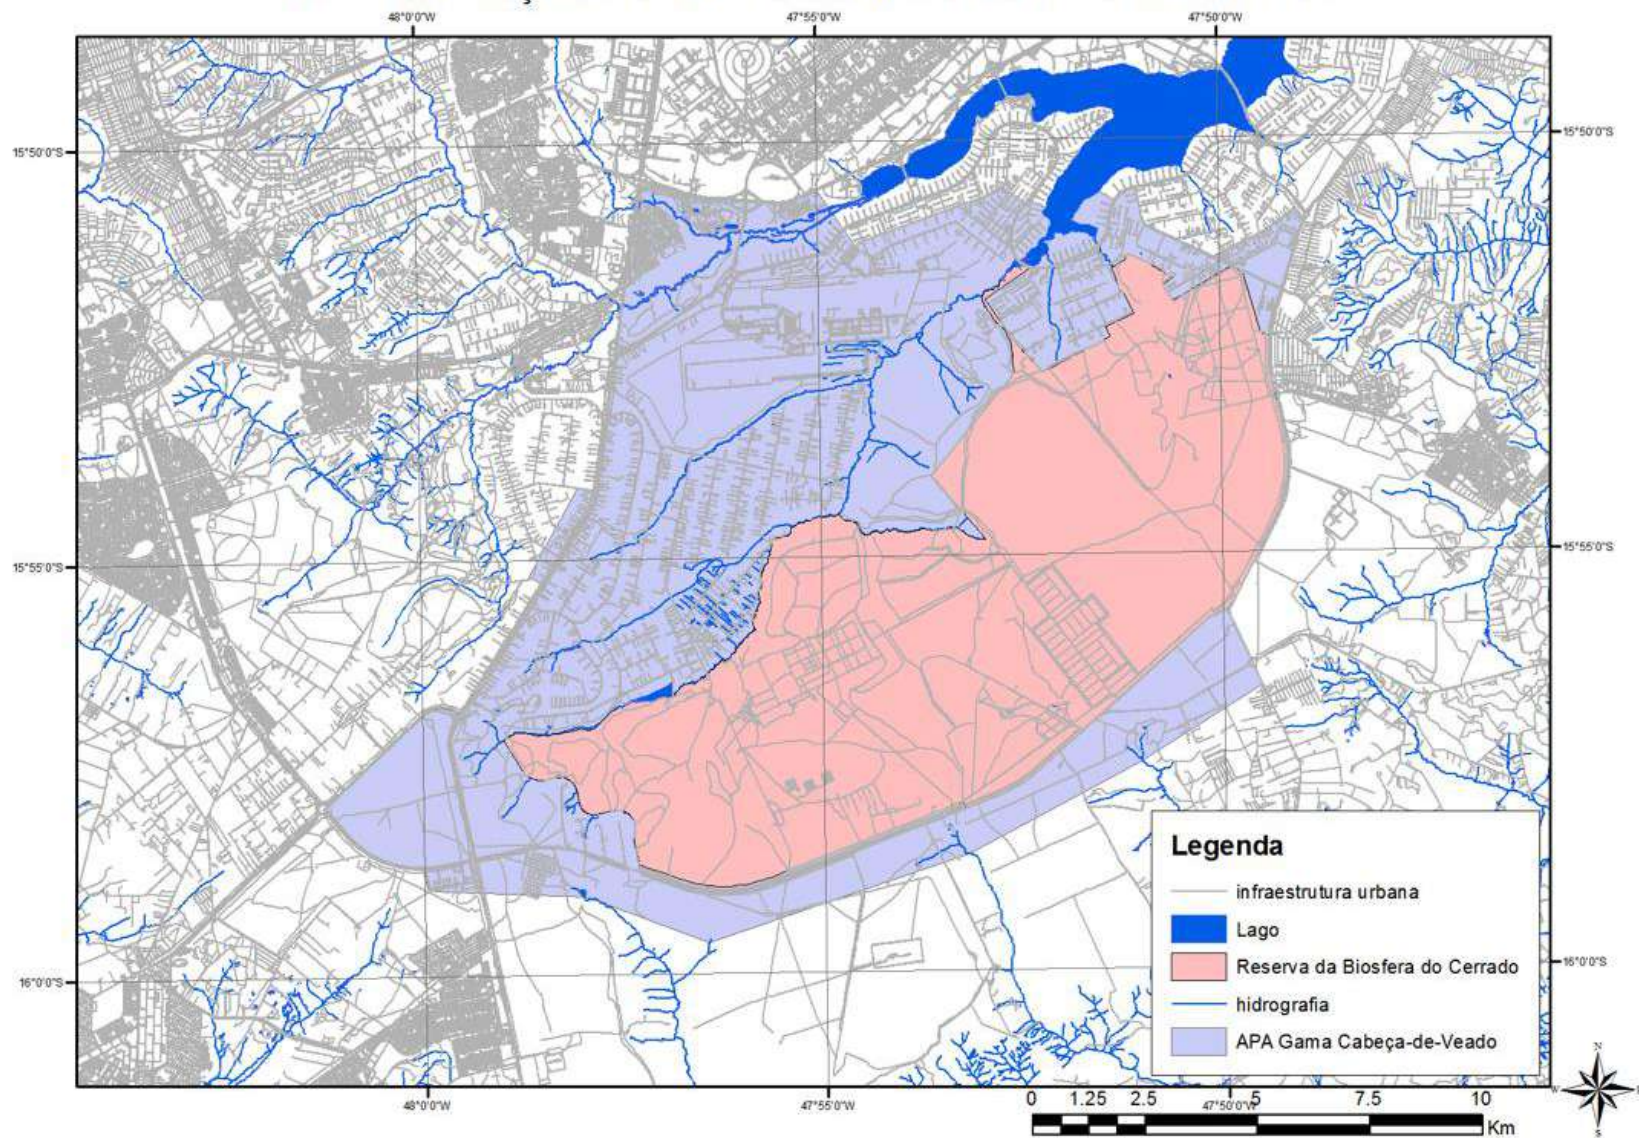 48°0'0"W 47°55'0"W 47°50'0"W
15°50'0"S 15°50'0"S
15°55'0"S 15°55'0"S
16°0'0"S 16°0'0"S
Legenda
infraestrutura urbana
Lago
Reserva da Biosfera do Cerrado
hidrografia
APA Gama Cabeça-de-Veado
48°0'0"W 47°55'0"W 47°50'0"W
N
W
S
0 1.25 2.5 5 7.5 10
Km